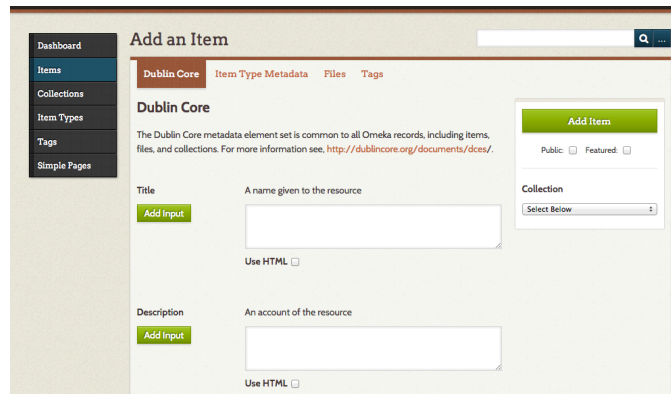 Add an Item
...
Dashboard
Items
Collections
Item Types
Tags
Simple Pages
Dublin Core
Item Type Metadata
Files
Tags
Dublin Core
The Dublin Core metadata element set is common to all Omeka records, including items,
files, and collections. For more information see, http://dublincore.org/documents/dces/.
Title
A name given to the resource
Add Input
Use HTML
Description
An account of the resource
Add Input
Use HTML
Add Item
Public:
Featured:
Collection
Select Below